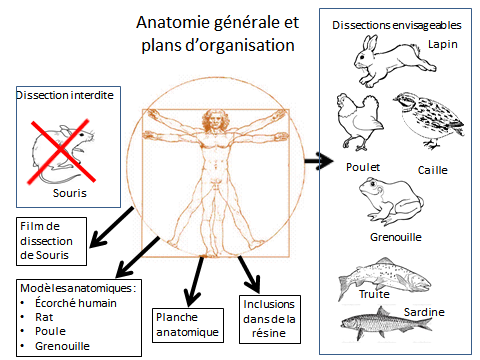 Anatomie générale et
plans d'organisation
Dissection interdite
Souris
Film de
dissection
de Souris
Modèles anatomiques :
• Écorché humain
• Rat
• Poule
• Grenouille
Planche
anatomique
Inclusions
dans de la
résine
Dissections envisageables
Lapin
Poulet
Caille
Grenouille
Truite
Sardine